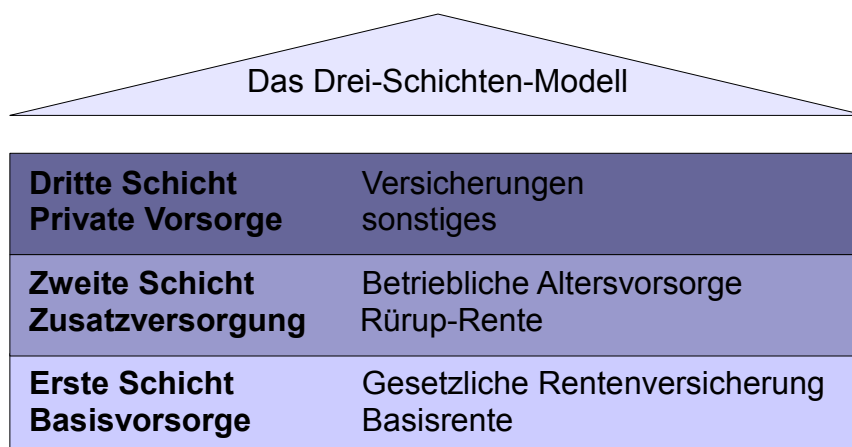 Das Drei-Schichten-Modell
Dritte Schicht Versicherungen
Private Vorsorge sonstiges
Zweite Schicht Betriebliche Altersvorsorge
Zusatzversorgung Rürup-Rente
Erste Schicht Gesetzliche Rentenversicherung
Basisvorsorge Basisrente